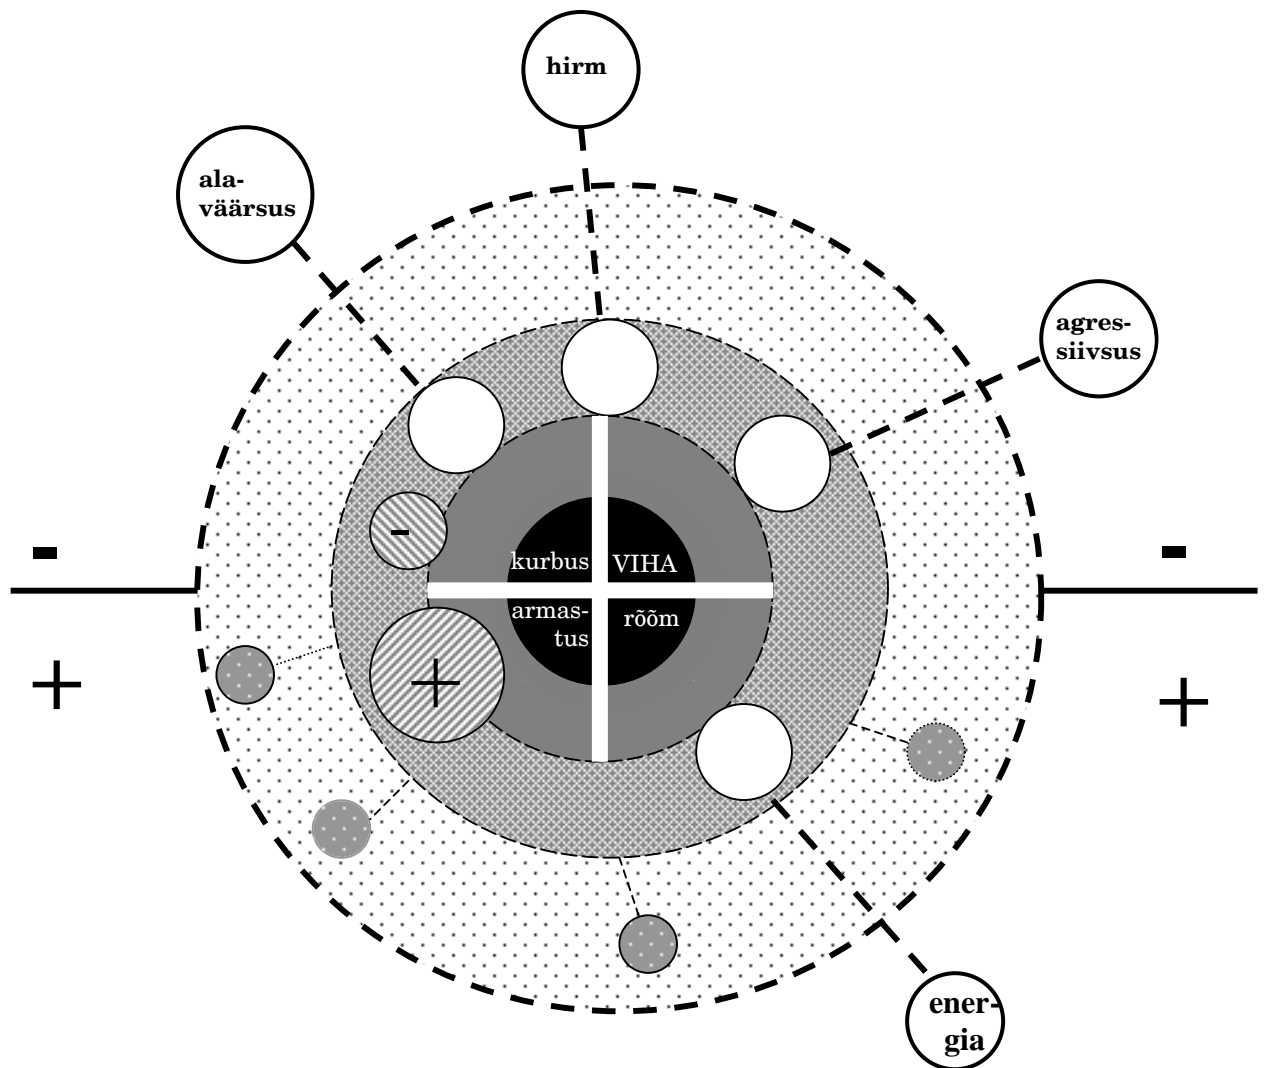 hirm
ala-
väärsus
agres-
siivsus
-
-
-
kurbus
VIHA
armas-
tus
rõõm
+
+
+
ener-
gia